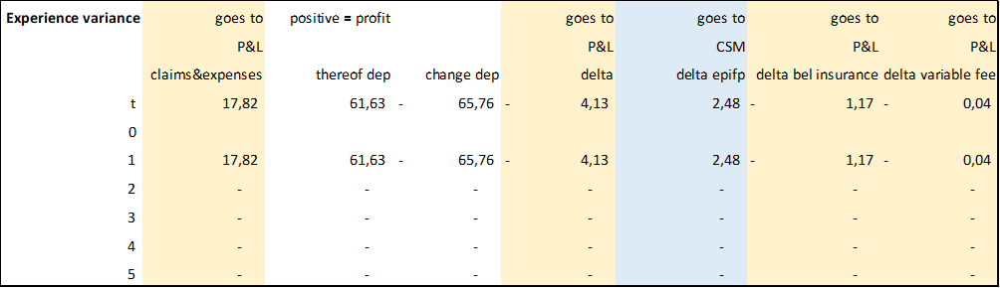 Experience variance goes to positive = profit goes to goes to goes to goes to
P&L P&L CSM P&L P&L
claims&expenses thereof dep change dep delta delta epifp delta bel insurance delta variable fee
t 17,82 61,63 - 65,76 - 4,13 2,48 - 1,17 - 0,04
0
1 17,82 61,63 - 65,76 - 4,13 2,48 - 1,17 - 0,04
2 - - - - - - -
3 - - - - - - -
4 - - - - - - -
5 - - - - - - -